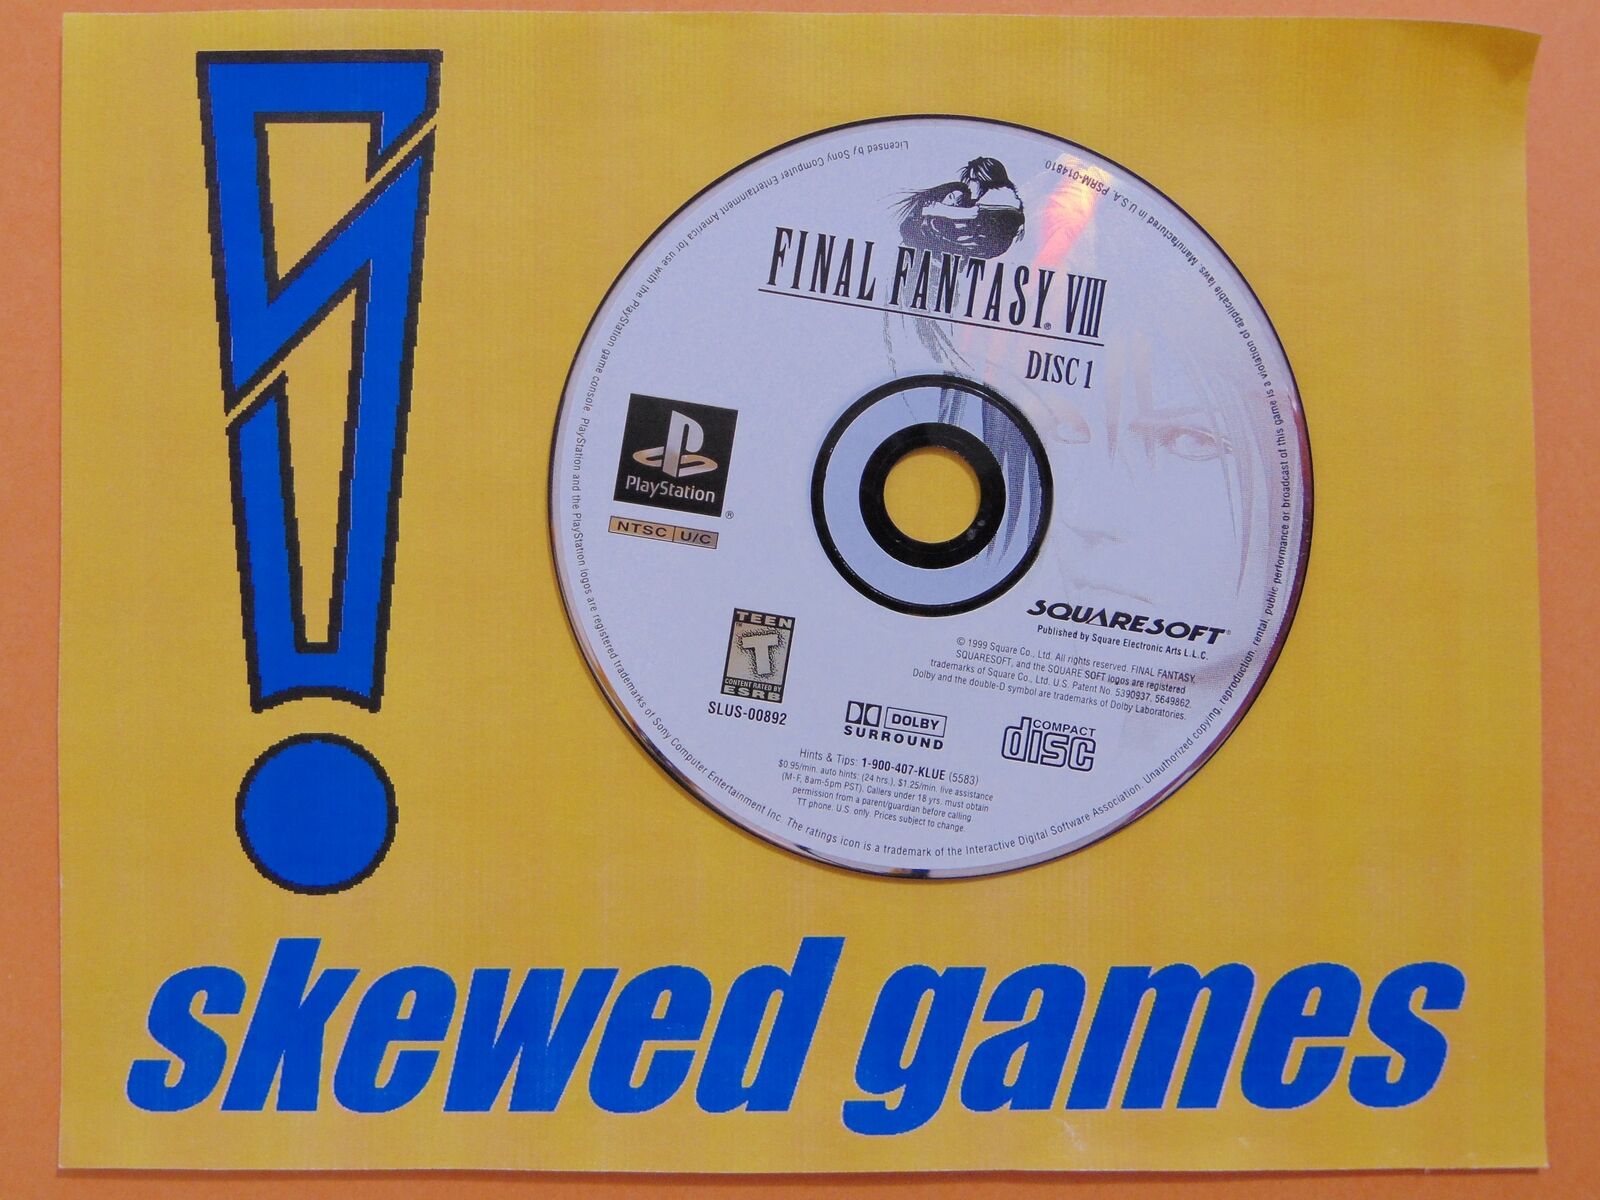 FINAL FANTASY® VIII
DISC 1
PlayStation®
NTSC U/C
SQUARESOFT®
Published by Square Electronic Arts L.L.C.
© 1999 Square Co., Ltd. All rights reserved. FINAL FANTASY,
SQUARESOFT, and the SQUARE SOFT logos are registered
trademarks of Square Co., Ltd. U.S. Patent No. 5390937, 5649862.
Dolby and the double-D symbol are trademarks of Dolby Laboratories.
TEEN
T
CONTENT RATED BY
ESRB
SLUS-00892
DOLBY
SURROUND
COMPACT
disc
Hints & Tips: 1-900-407-KLUE (5583)
$0.95/min. auto hints: (24 hrs.), $1.25/min. live assistance
(M-F, 8am-5pm PST). Callers under 18 yrs. must obtain
permission from a parent/guardian before calling
TT phone. U.S. only. Prices subject to change.
Licensed by Sony Computer Entertainment America for use with the PlayStation game console. PlayStation and the PlayStation logos are registered trademarks of Sony Computer Entertainment Inc. The ratings icon is a trademark of the Interactive Digital Software Association. Unauthorized copying, reproduction, rental, public performance or broadcast of this game is a violation of applicable laws. Manufactured in U.S.A. PSRM-014810
skewed games